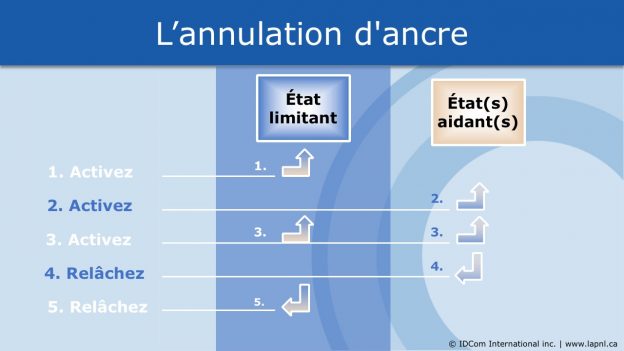 L’annulation d'ancre
État
limitant
État(s)
aidant(s)
1. Activez 1.
2. Activez 2.
3. Activez 3. 3.
4. Relâchez 4.
5. Relâchez 5.
© IDCom International inc. | www.lapnl.ca